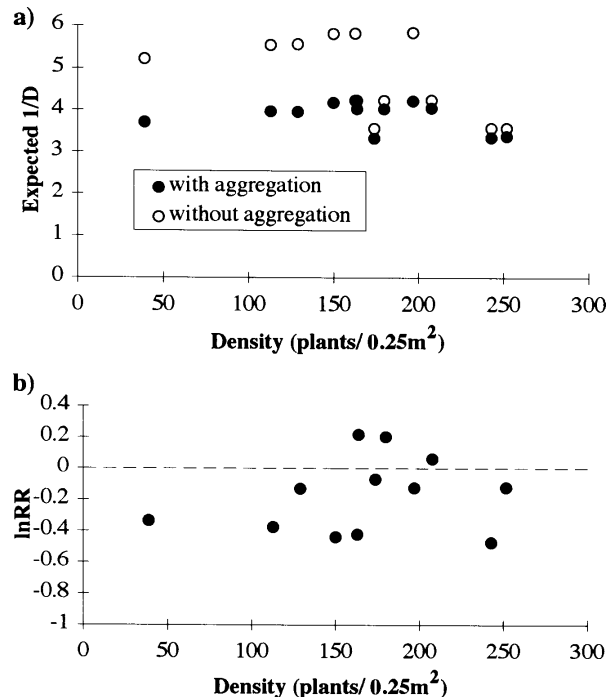 a)
6
5
4
3
2
1
0
Expected 1/D
with aggregation
without aggregation
0 50 100 150 200 250 300
Density (plants/ 0.25m²)
b)
0.4
0.2
0
-0.2
-0.4
-0.6
-0.8
-1
lnRR
0 50 100 150 200 250 300
Density (plants/ 0.25m²)